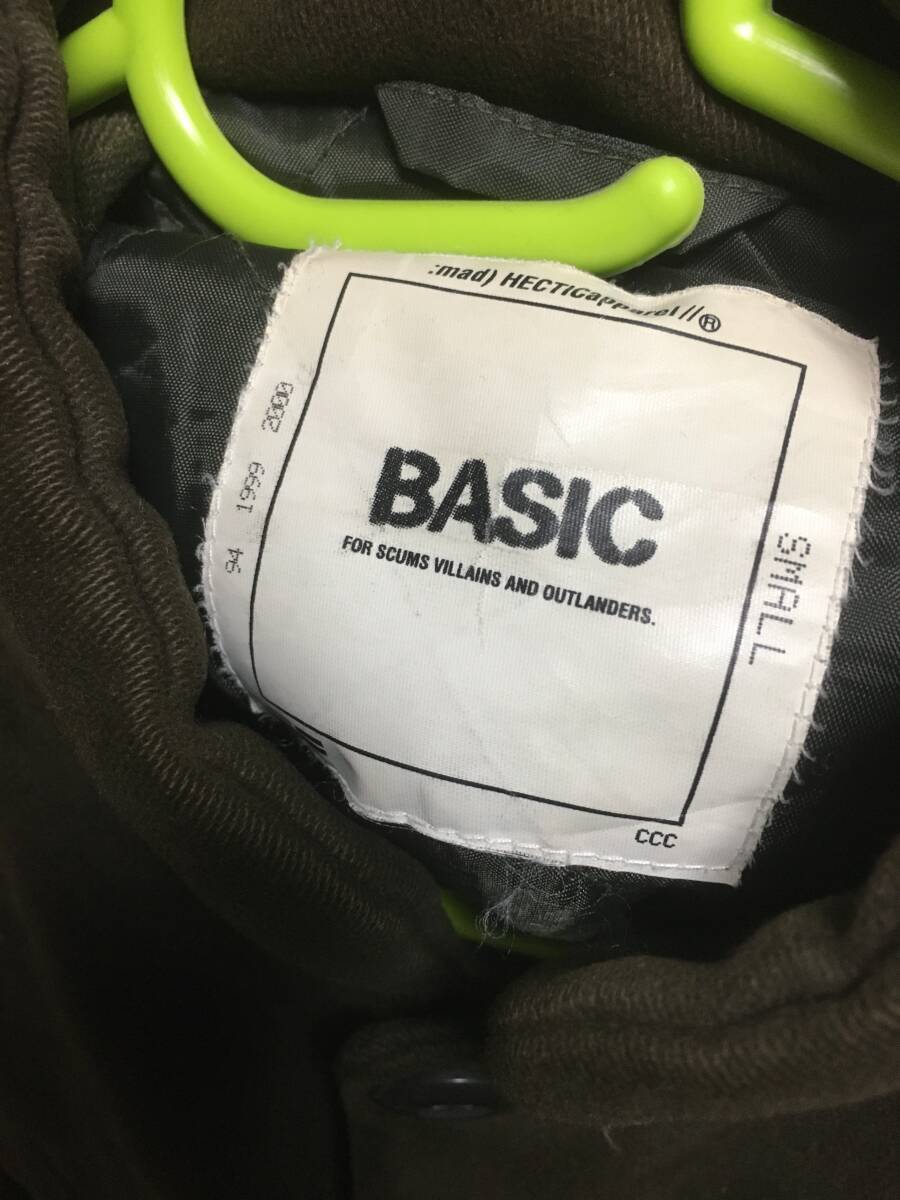 :mad) HECTICapparel//®
94 1999 2000
BASIC
FOR SCUMS VILLAINS AND OUTLANDERS.
SMALL
CCC